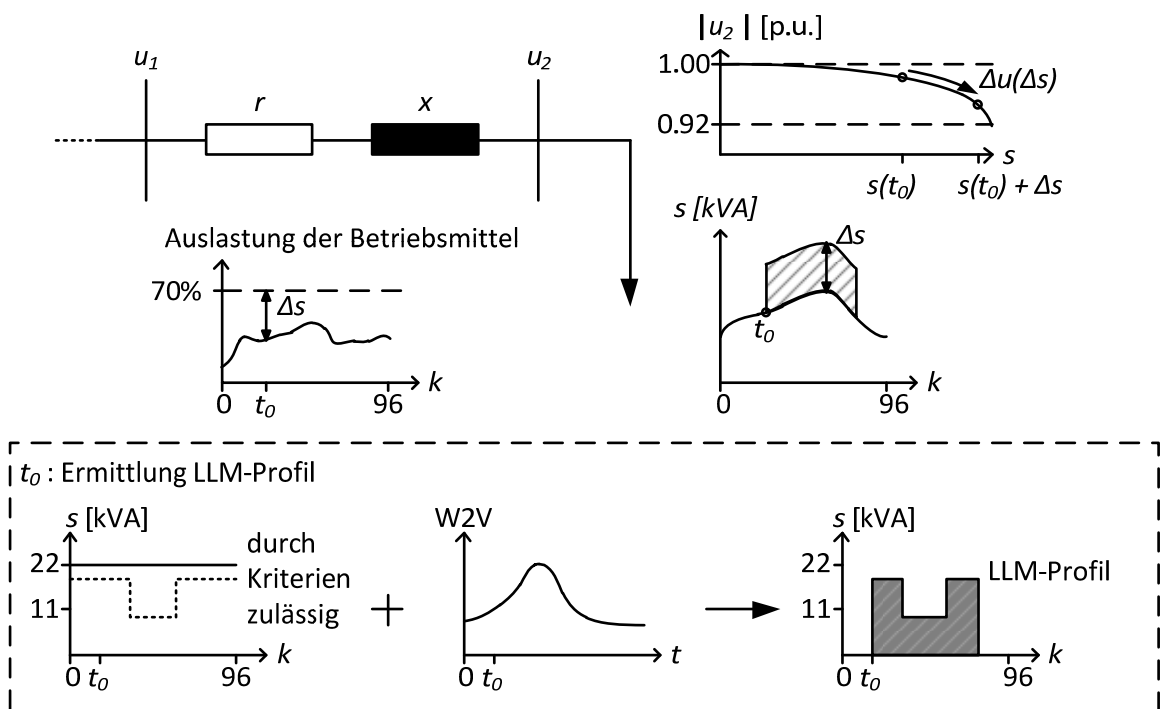 u1
r
x
u2
|u2 | [p.u.]
1.00
0.92
Δu(Δs)
s
s(t0)
s(t0) + Δs
Auslastung der Betriebsmittel
70%
Δs
k
0
t0
96
s [kVA]
Δs
t0
0
96
k
t0 : Ermittlung LLM-Profil
s [kVA]
22
11
durch
Kriterien
zulässig
0
t0
96
k
+
W2V
0
t0
t
s [kVA]
22
11
LLM-Profil
0
t0
96
k